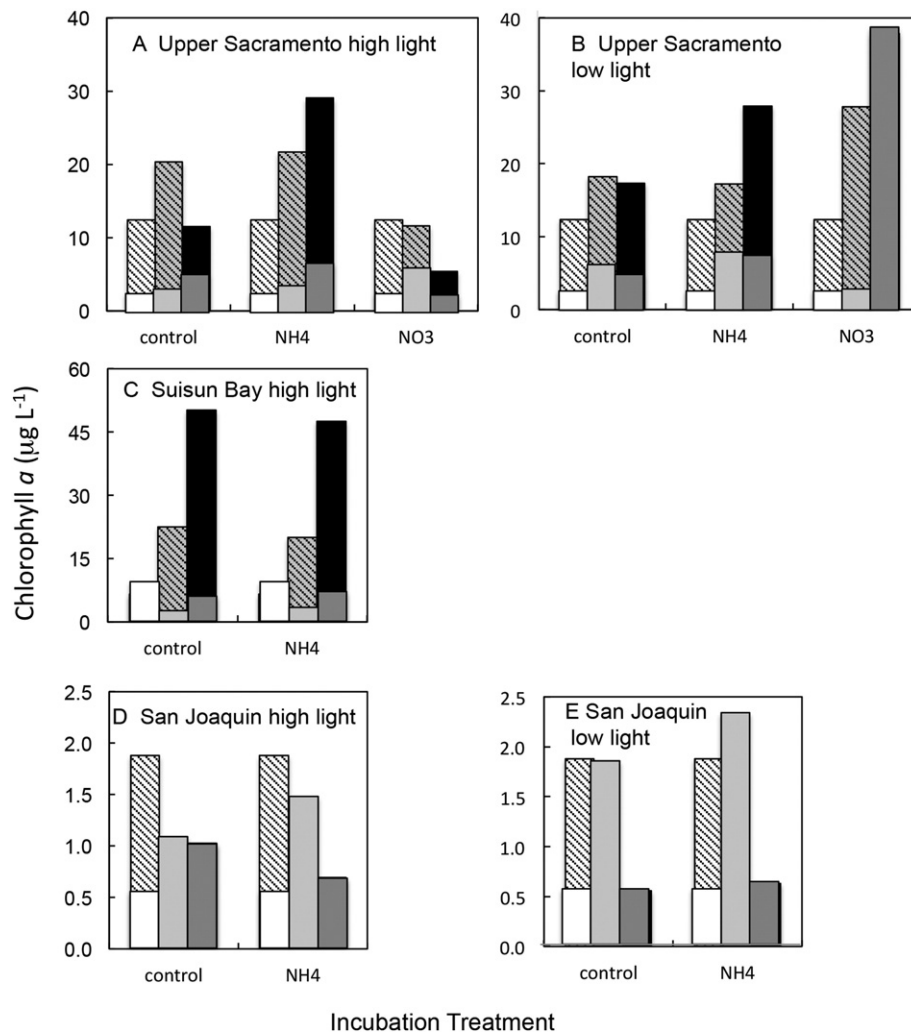 A Upper Sacramento high light
40
30
20
10
0
control NH4 NO3
B Upper Sacramento
low light
40
30
20
10
0
control NH4 NO3
C Suisun Bay high light
60
45
30
15
0
control NH4
Chlorophyll a (μg L-1)
D San Joaquin high light
2.5
2.0
1.5
1.0
0.5
0.0
control NH4
E San Joaquin
low light
2.5
2.0
1.5
1.0
0.5
0.0
control NH4
Incubation Treatment